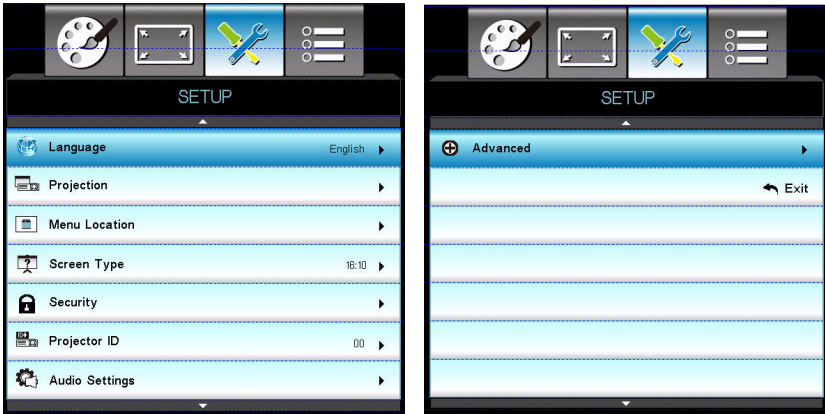 SETUP
Language English
Projection
Menu Location
Screen Type 16:10
Security
Projector ID 00
Audio Settings
SETUP
Advanced
Exit